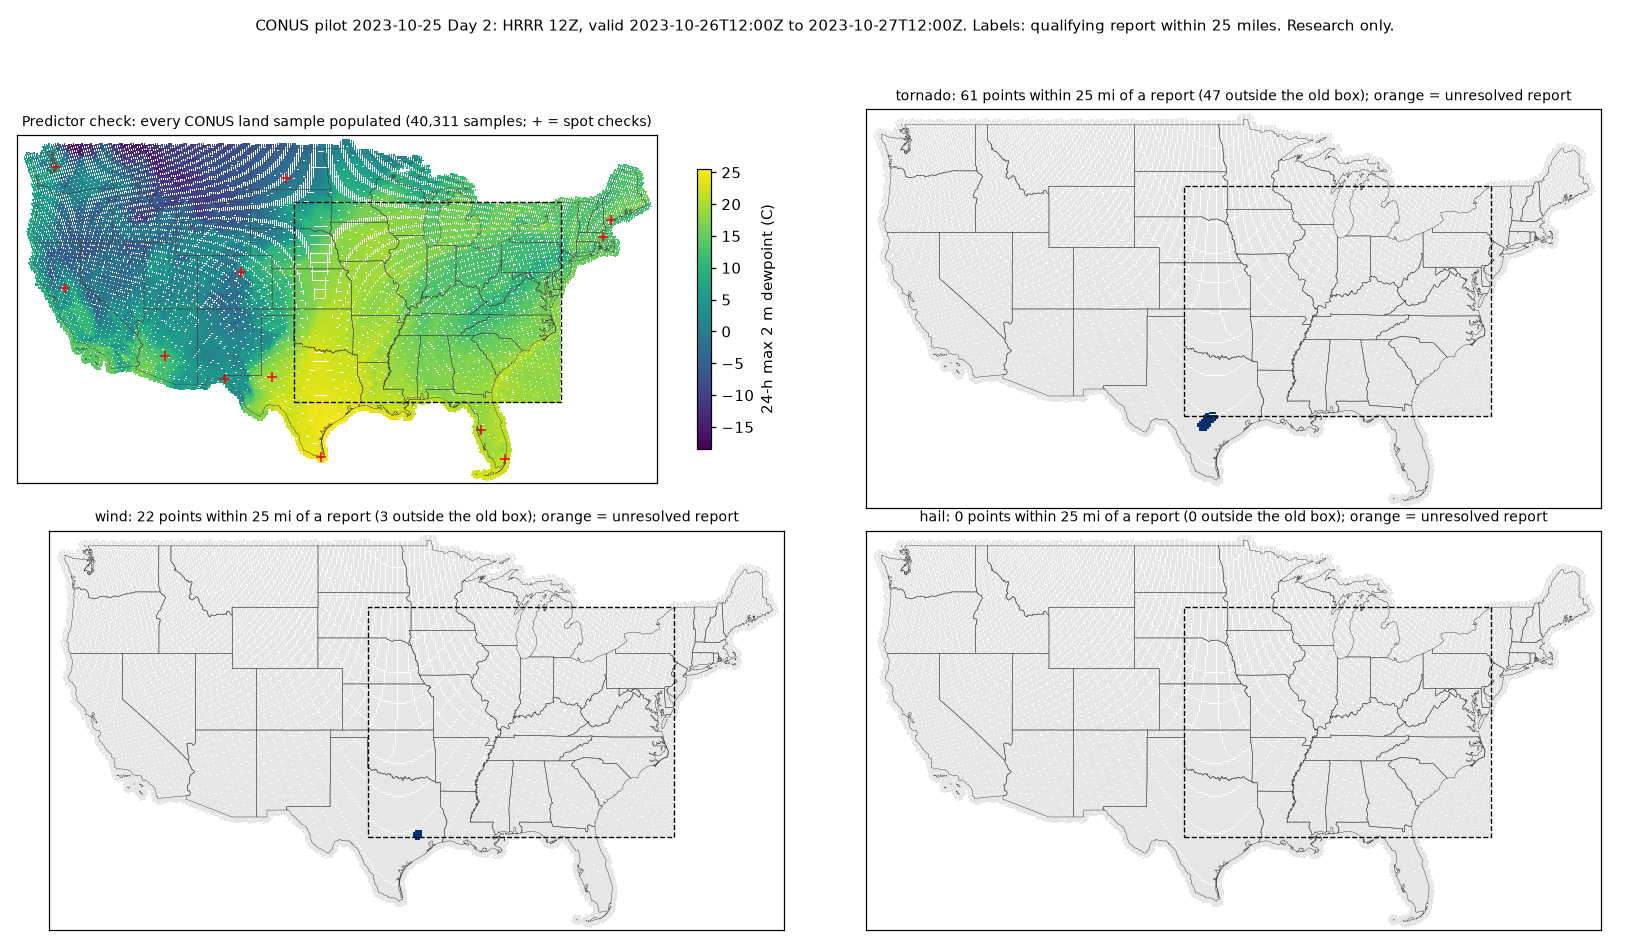 CONUS pilot 2023-10-25 Day 2: HRRR 12Z, valid 2023-10-26T12:00Z to 2023-10-27T12:00Z. Labels: qualifying report within 25 miles. Research only.
Predictor check: every CONUS land sample populated (40,311 samples; + = spot checks)
25
20
15
10
5
0
−5
−10
−15
24-h max 2 m dewpoint (C)
tornado: 61 points within 25 mi of a report (47 outside the old box); orange = unresolved report
wind: 22 points within 25 mi of a report (3 outside the old box); orange = unresolved report
hail: 0 points within 25 mi of a report (0 outside the old box); orange = unresolved report